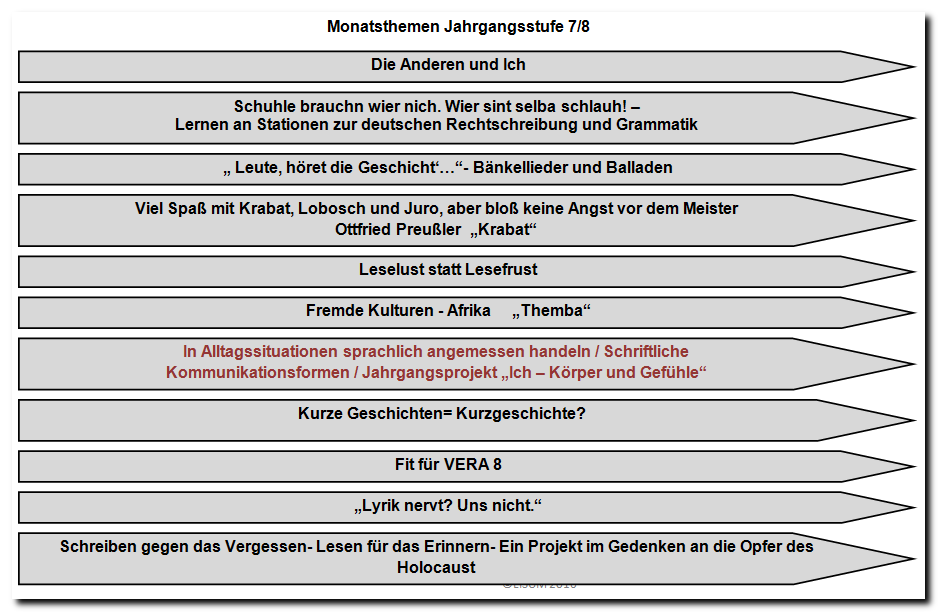 Monatsthemen Jahrgangsstufe 7/8
Die Anderen und Ich
Schuhle brauchn wier nich. Wier sint selba schlauh! –
Lernen an Stationen zur deutschen Rechtschreibung und Grammatik
„ Leute, höret die Geschicht‘…“- Bänkellieder und Balladen
Viel Spaß mit Krabat, Lobosch und Juro, aber bloß keine Angst vor dem Meister
Ottfried Preußler „Krabat“
Leselust statt Lesefrust
Fremde Kulturen - Afrika „Themba“
In Alltagssituationen sprachlich angemessen handeln / Schriftliche
Kommunikationsformen / Jahrgangsprojekt „Ich – Körper und Gefühle“
Kurze Geschichten= Kurzgeschichte?
Fit für VERA 8
„Lyrik nervt? Uns nicht.“
Schreiben gegen das Vergessen- Lesen für das Erinnern- Ein Projekt im Gedenken an die Opfer des
Holocaust